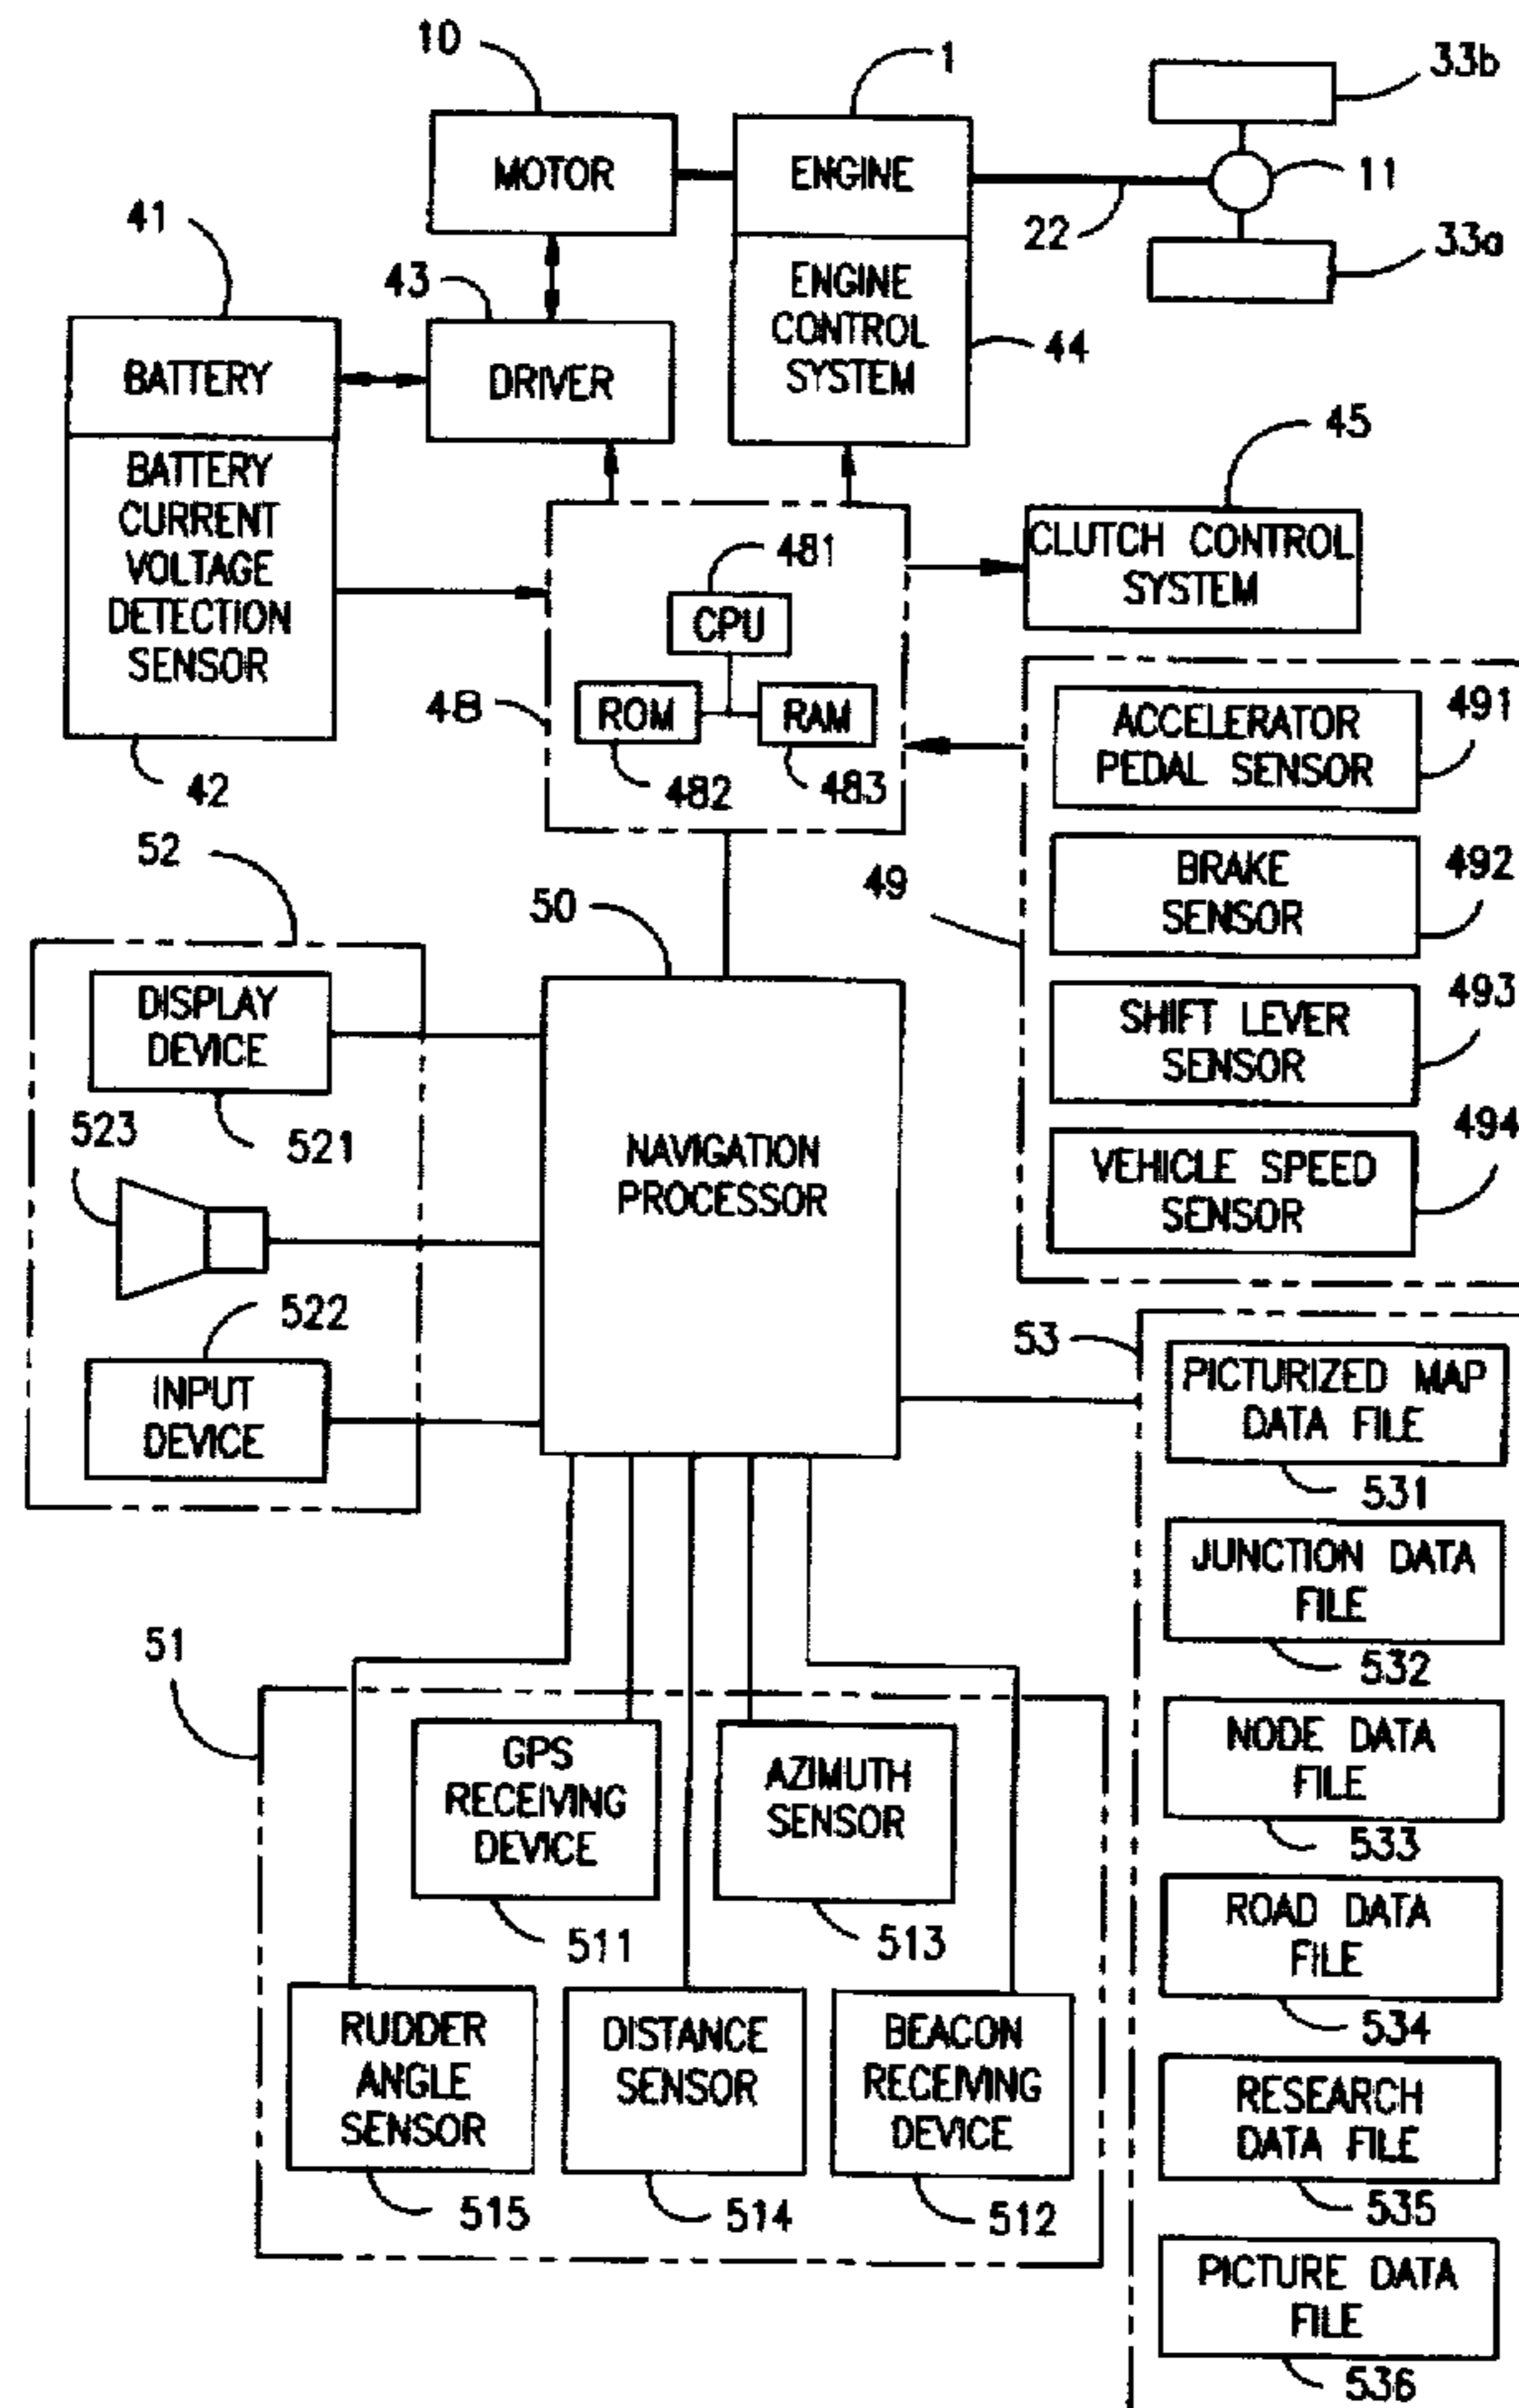 10
1
33b
MOTOR
ENGINE
11
22
33a
41
43
ENGINE
CONTROL
SYSTEM
44
BATTERY
DRIVER
45
BATTERY
CURRENT
VOLTAGE
DETECTION
SENSOR
42
481
CPU
ROM
RAM
48
482
483
CLUTCH CONTROL
SYSTEM
49
ACCELERATOR
PEDAL SENSOR
491
BRAKE
SENSOR
492
SHIFT LEVER
SENSOR
493
VEHICLE SPEED
SENSOR
494
52
50
DISPLAY
DEVICE
521
523
522
INPUT
DEVICE
NAVIGATION
PROCESSOR
53
PICTURIZED MAP
DATA FILE
531
JUNCTION DATA
FILE
532
NODE DATA
FILE
533
ROAD DATA
FILE
534
RESEARCH
DATA FILE
535
PICTURE DATA
FILE
536
51
GPS
RECEIVING
DEVICE
511
AZIMUTH
SENSOR
513
RUDDER
ANGLE
SENSOR
515
DISTANCE
SENSOR
514
BEACON
RECEIVING
DEVICE
512